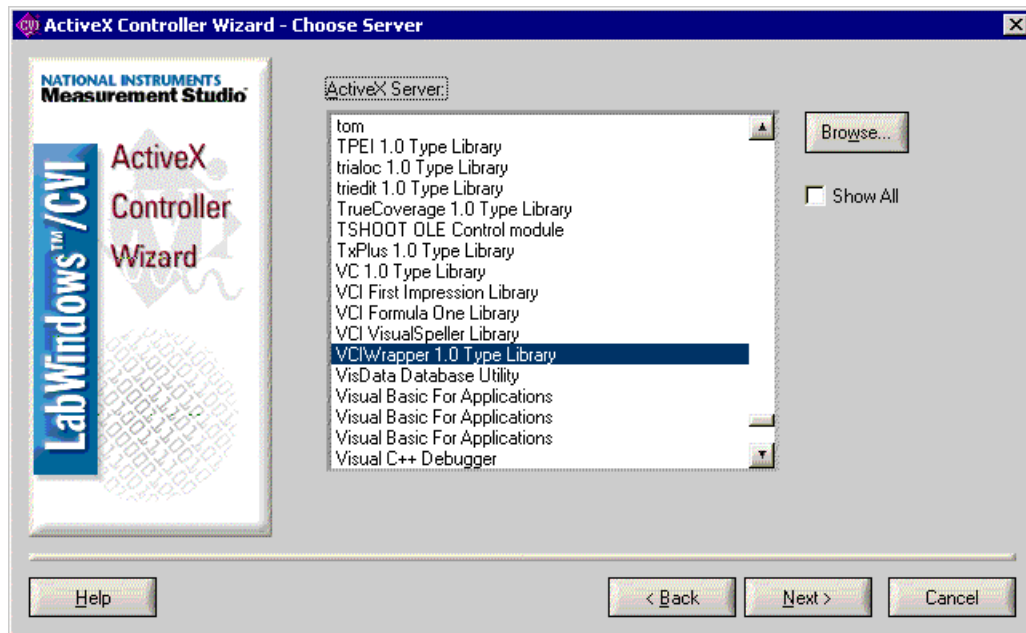 CVI ActiveX Controller Wizard - Choose Server
NATIONAL INSTRUMENTS
Measurement Studio
LabWindows™/CVI
ActiveX
Controller
Wizard
ActiveX Server:
tom
TPEI 1.0 Type Library
trialoc 1.0 Type Library
triedit 1.0 Type Library
TrueCoverage 1.0 Type Library
TSHOOT OLE Control module
TxPlus 1.0 Type Library
VC 1.0 Type Library
VCI First Impression Library
VCI Formula One Library
VCI VisualSpeller Library
VCIWrapper 1.0 Type Library
VisData Database Utility
Visual Basic For Applications
Visual Basic For Applications
Visual Basic For Applications
Visual C++ Debugger
Browse...
Show All
Help
< Back
Next >
Cancel